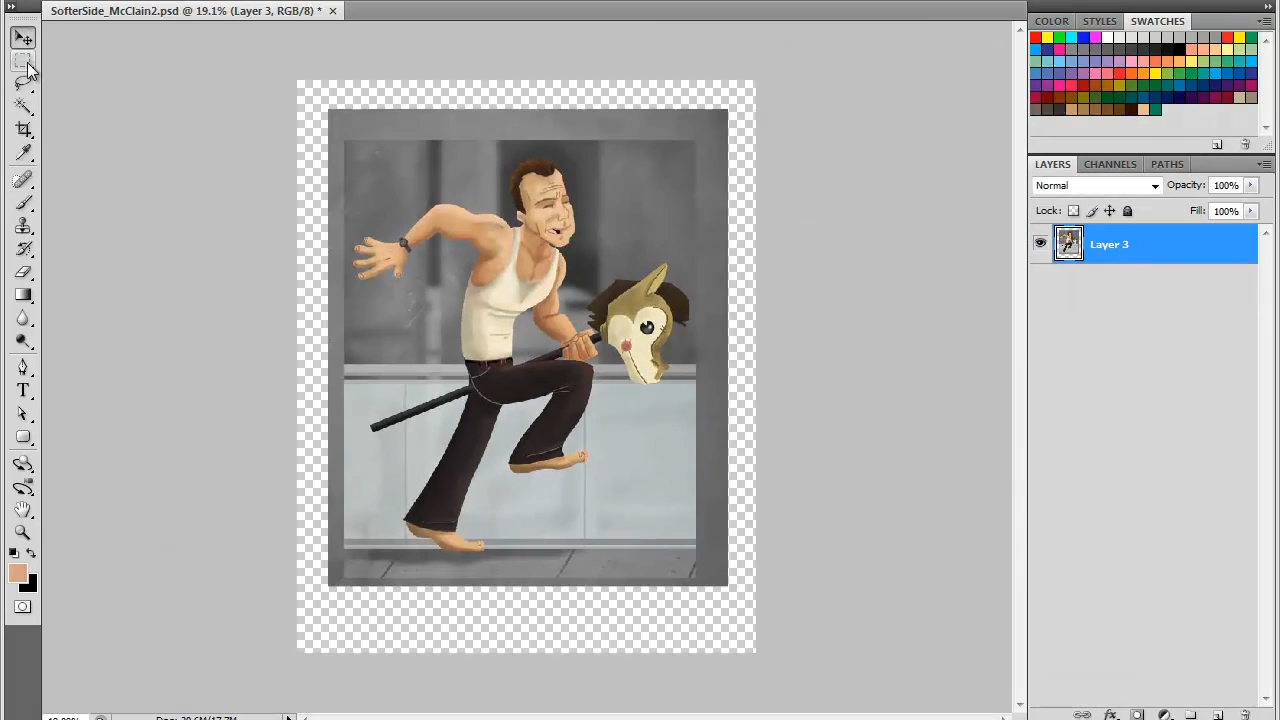 SofterSide_McClain2.psd @ 19.1% (Layer 3, RGB/8) *
COLOR STYLES SWATCHES
LAYERS CHANNELS PATHS
Normal Opacity: 100%
Lock: Fill: 100%
Layer 3